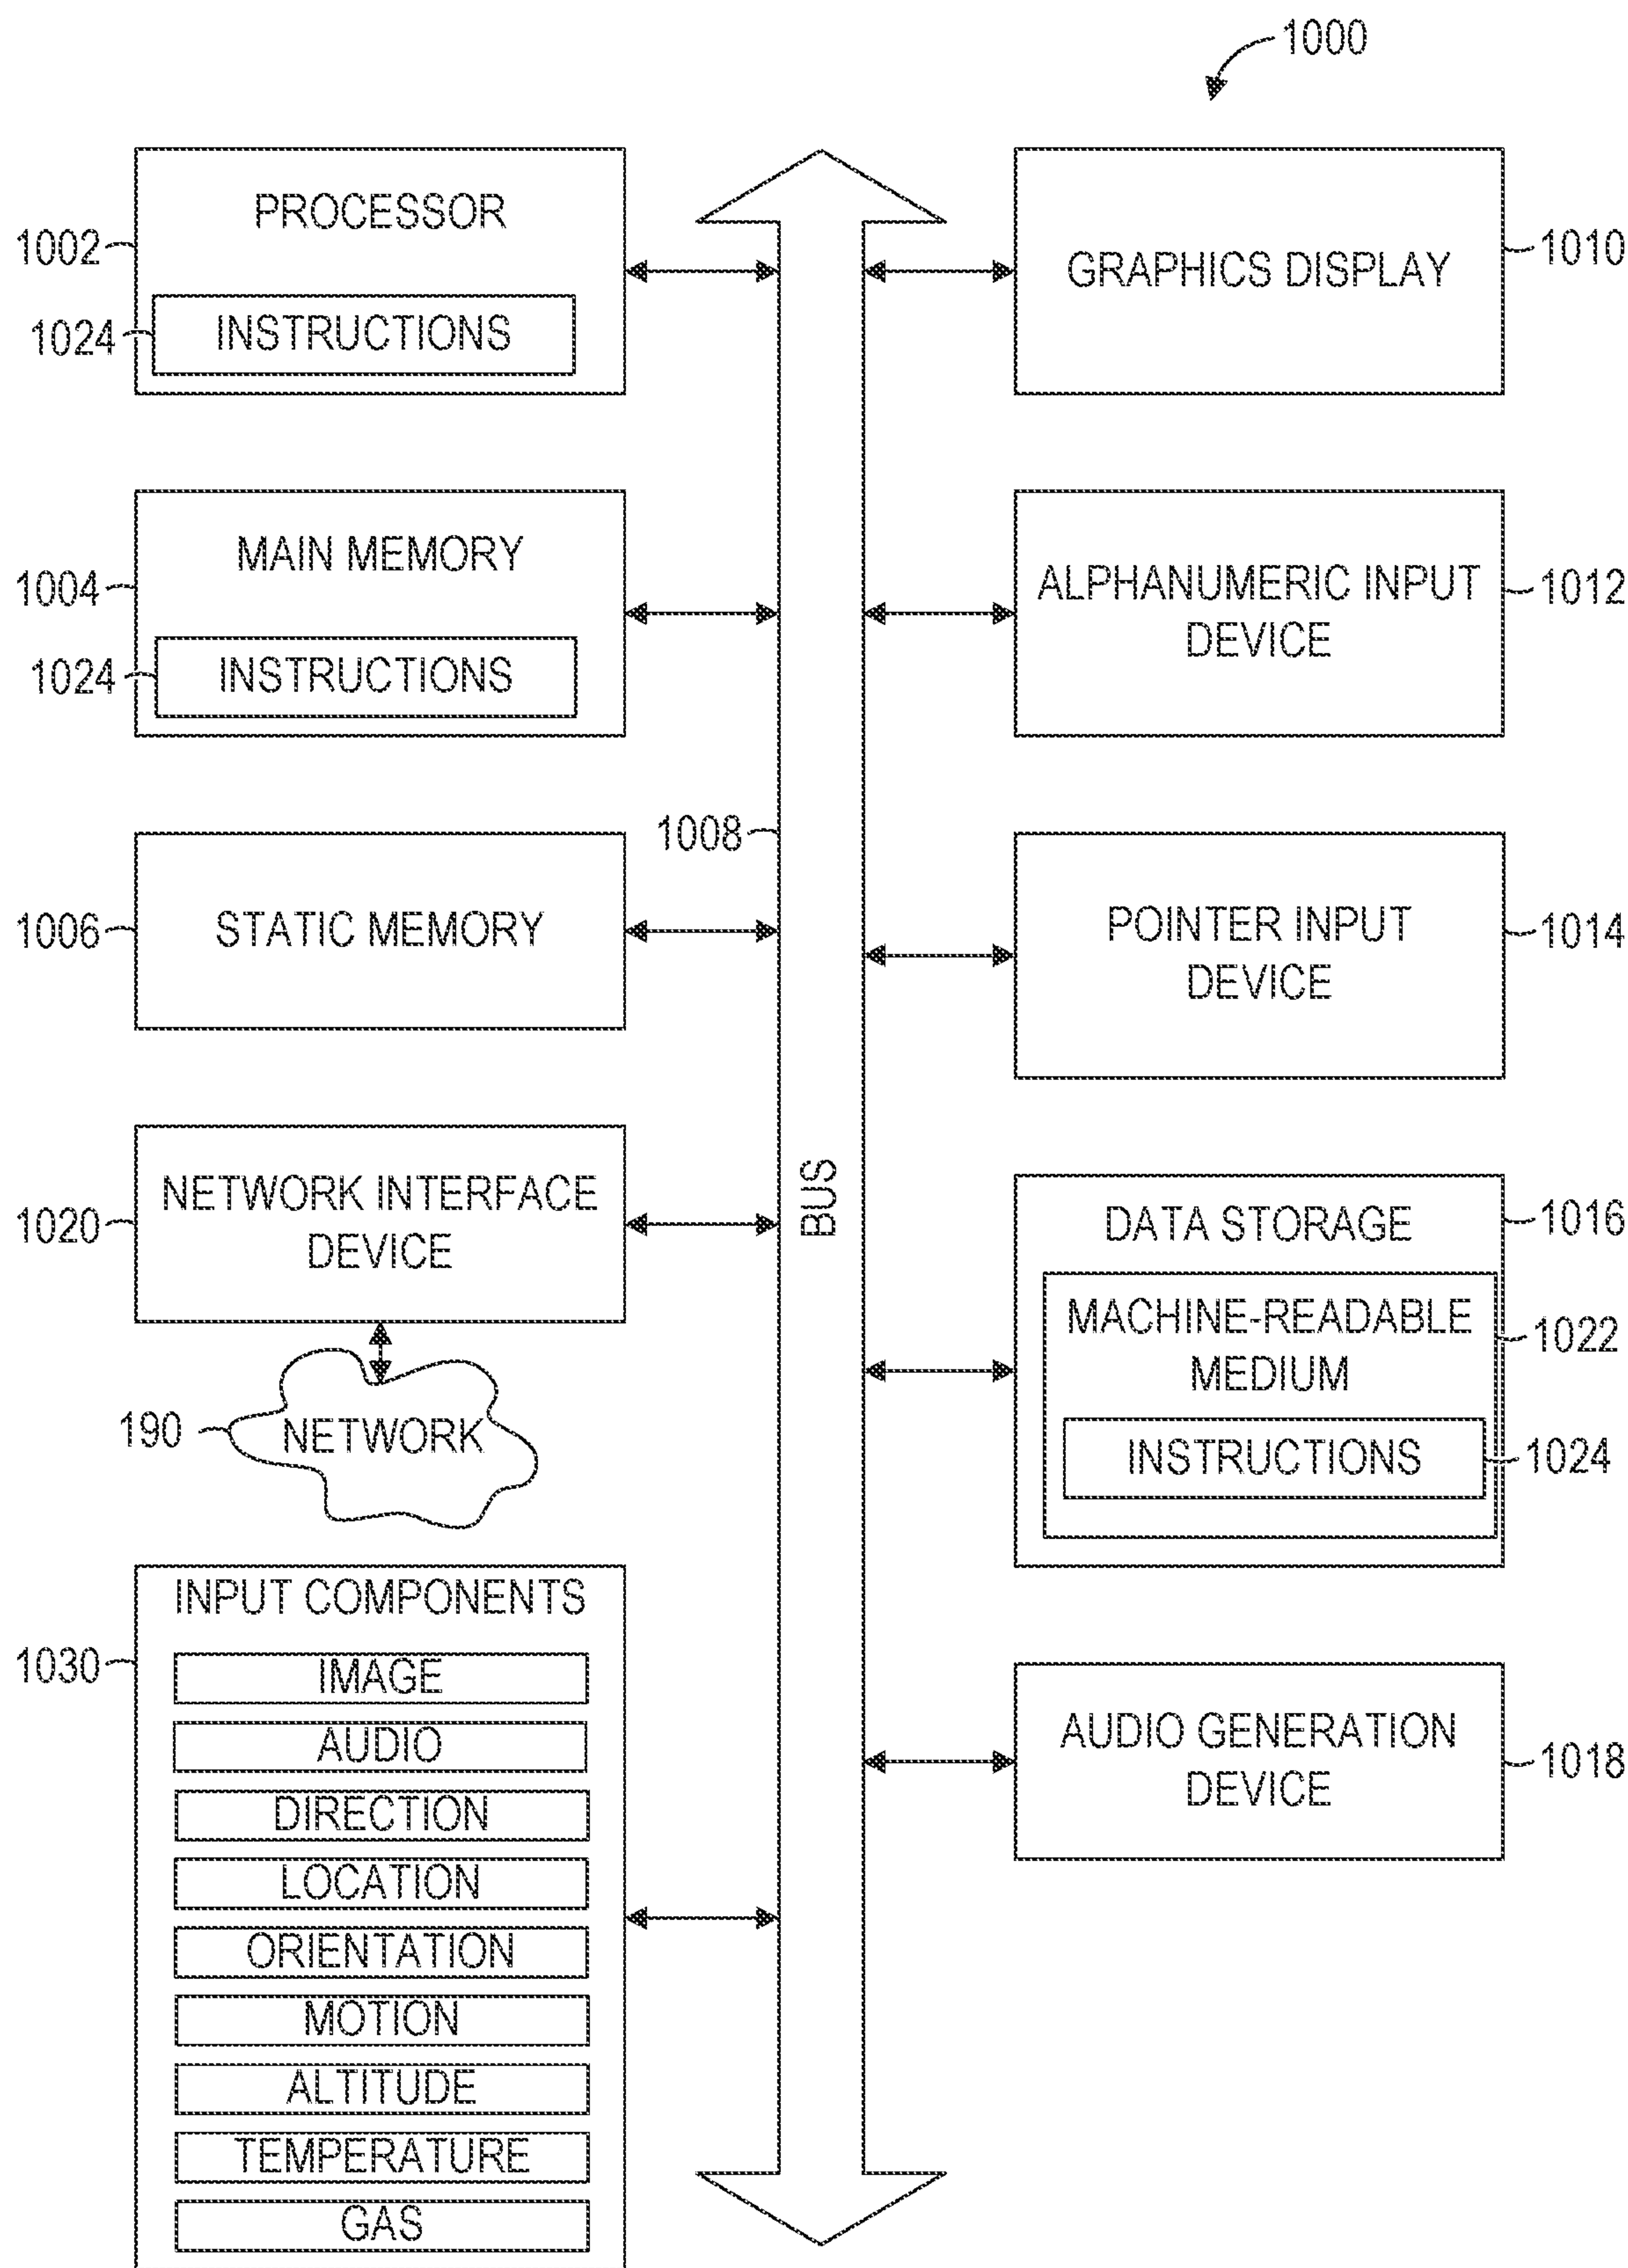 1000
PROCESSOR
1002
INSTRUCTIONS
1024
MAIN MEMORY
1004
INSTRUCTIONS
1024
STATIC MEMORY
1006
NETWORK INTERFACE
DEVICE
1020
NETWORK
190
INPUT COMPONENTS
1030
IMAGE
AUDIO
DIRECTION
LOCATION
ORIENTATION
MOTION
ALTITUDE
TEMPERATURE
GAS
1008
BUS
GRAPHICS DISPLAY
1010
ALPHANUMERIC INPUT
DEVICE
1012
POINTER INPUT
DEVICE
1014
DATA STORAGE
1016
MACHINE-READABLE
MEDIUM
1022
INSTRUCTIONS
1024
AUDIO GENERATION
DEVICE
1018